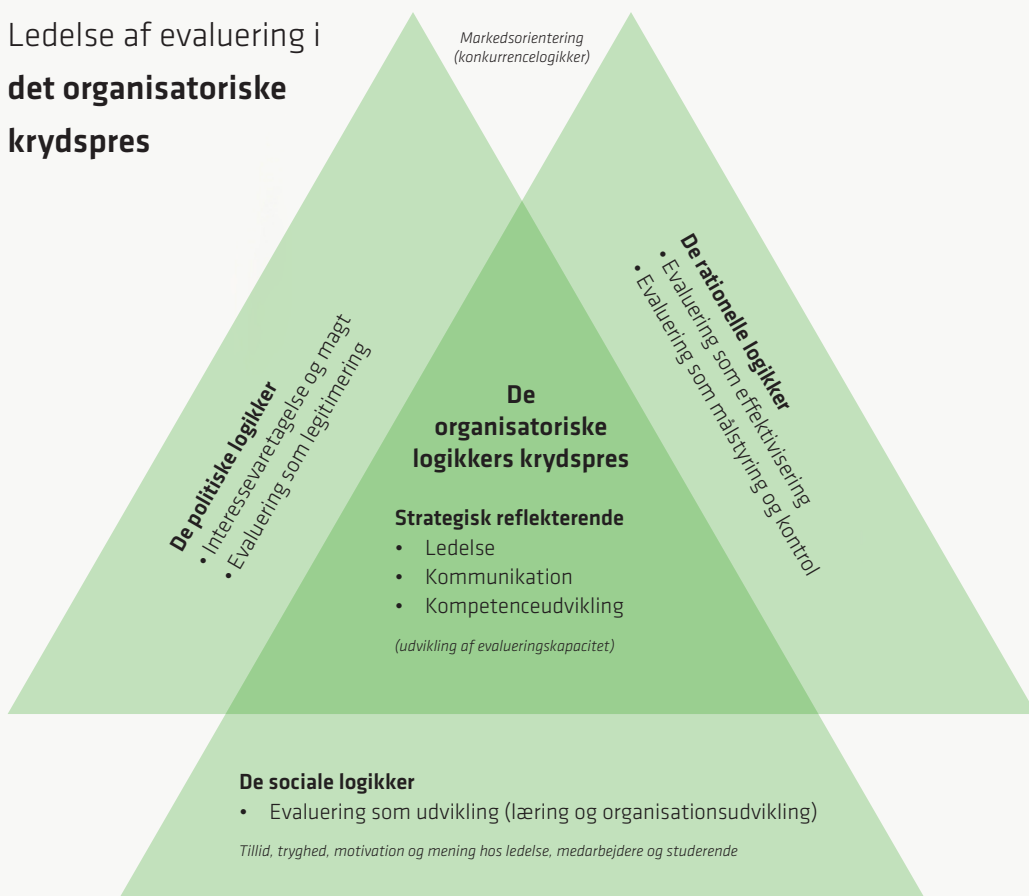 Ledelse af evaluering i
det organisatoriske
krydspres
Markedsorientering
(konkurrencelogikker)
De politiske logikker
• Interessevaretagelse og magt
• Evaluering som legitimering
De rationelle logikker
• Evaluering som effektivisering
• Evaluering som målstyring og kontrol
De
organisatoriske
logikkers krydspres
Strategisk reflekterende
• Ledelse
• Kommunikation
• Kompetenceudvikling
(udvikling af evalueringskapacitet)
De sociale logikker
• Evaluering som udvikling (læring og organisationsudvikling)
Tillid, tryghed, motivation og mening hos ledelse, medarbejdere og studerende